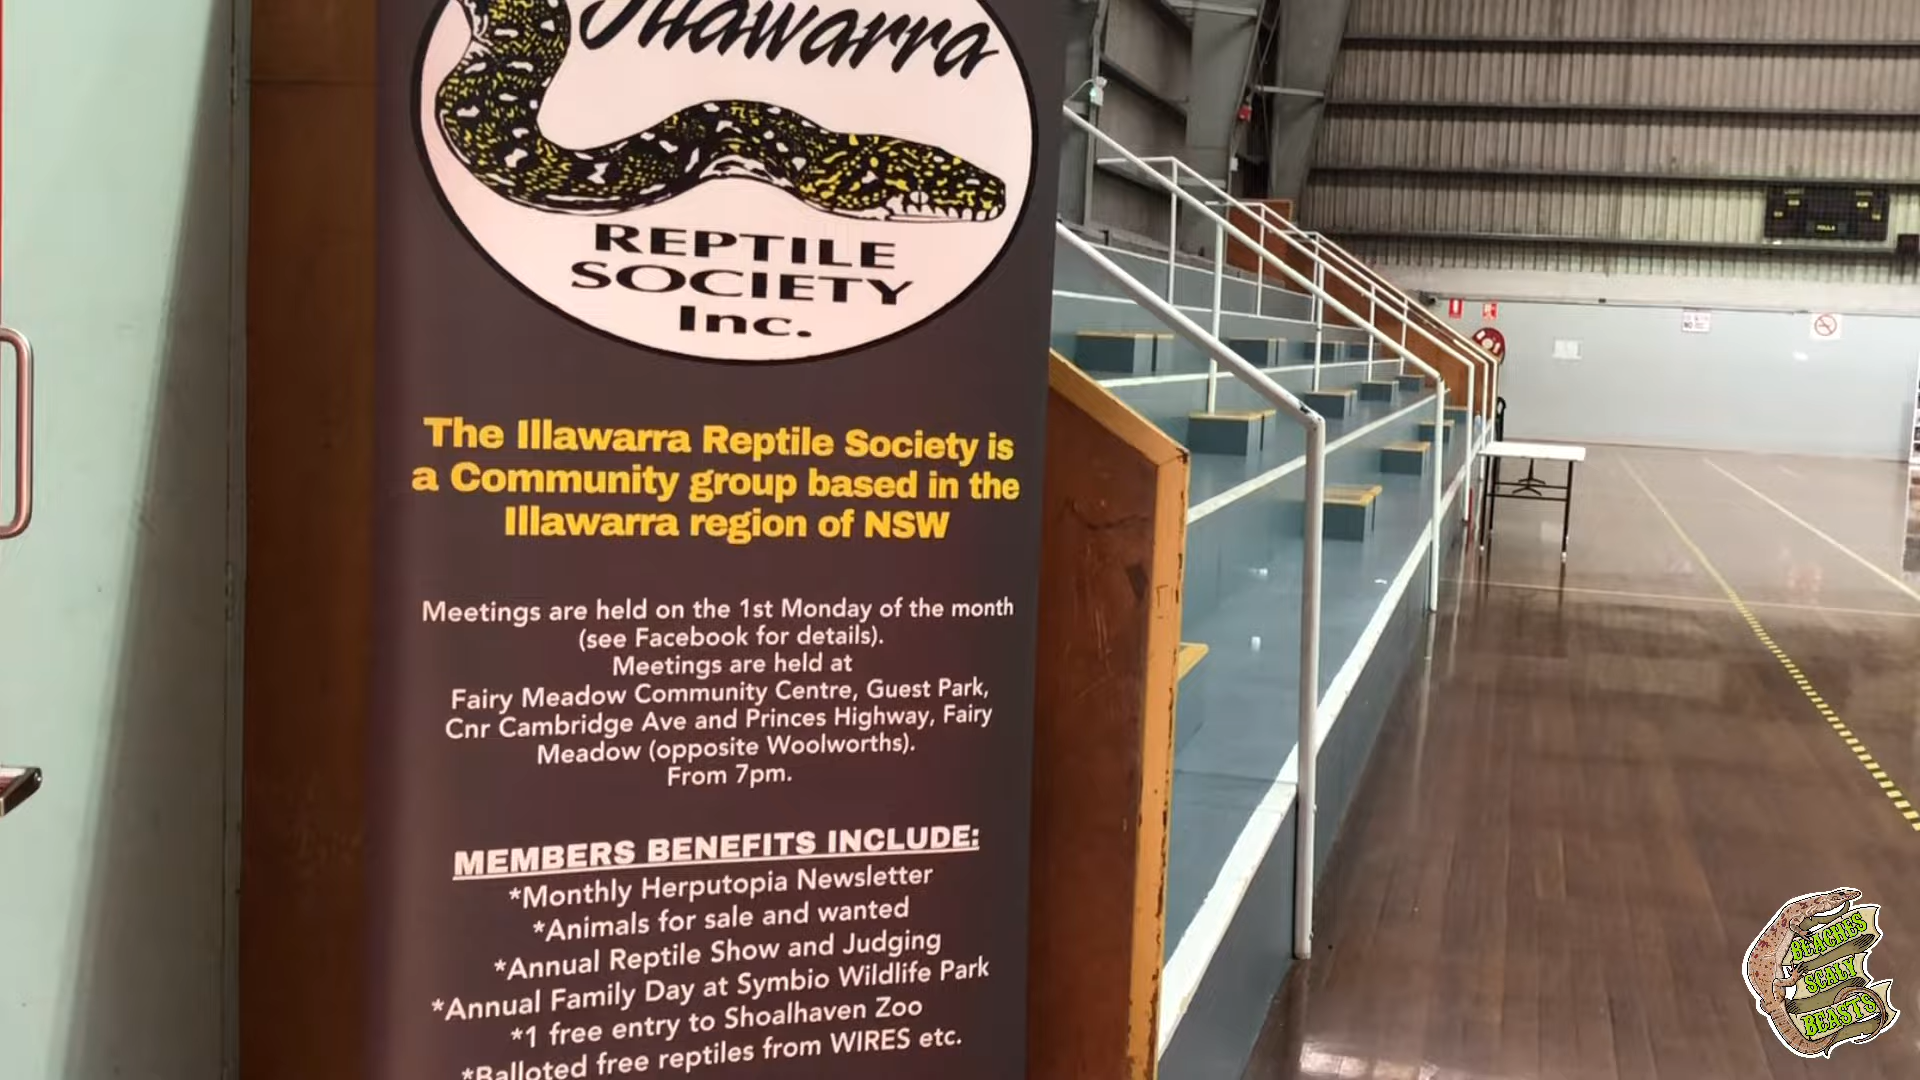 Illawarra
REPTILE
SOCIETY
Inc.
The Illawarra Reptile Society is
a Community group based in the
Illawarra region of NSW
Meetings are held on the 1st Monday of the month
(see Facebook for details).
Meetings are held at
Fairy Meadow Community Centre, Guest Park,
Cnr Cambridge Ave and Princes Highway, Fairy
Meadow (opposite Woolworths).
From 7pm.
MEMBERS BENEFITS INCLUDE:
*Monthly Herputopia Newsletter
*Animals for sale and wanted
*Annual Reptile Show and Judging
*Annual Family Day at Symbio Wildlife Park
*1 free entry to Shoalhaven Zoo
*Balloted free reptiles from WIRES etc.
BEACHES
SCALY
BEASTS